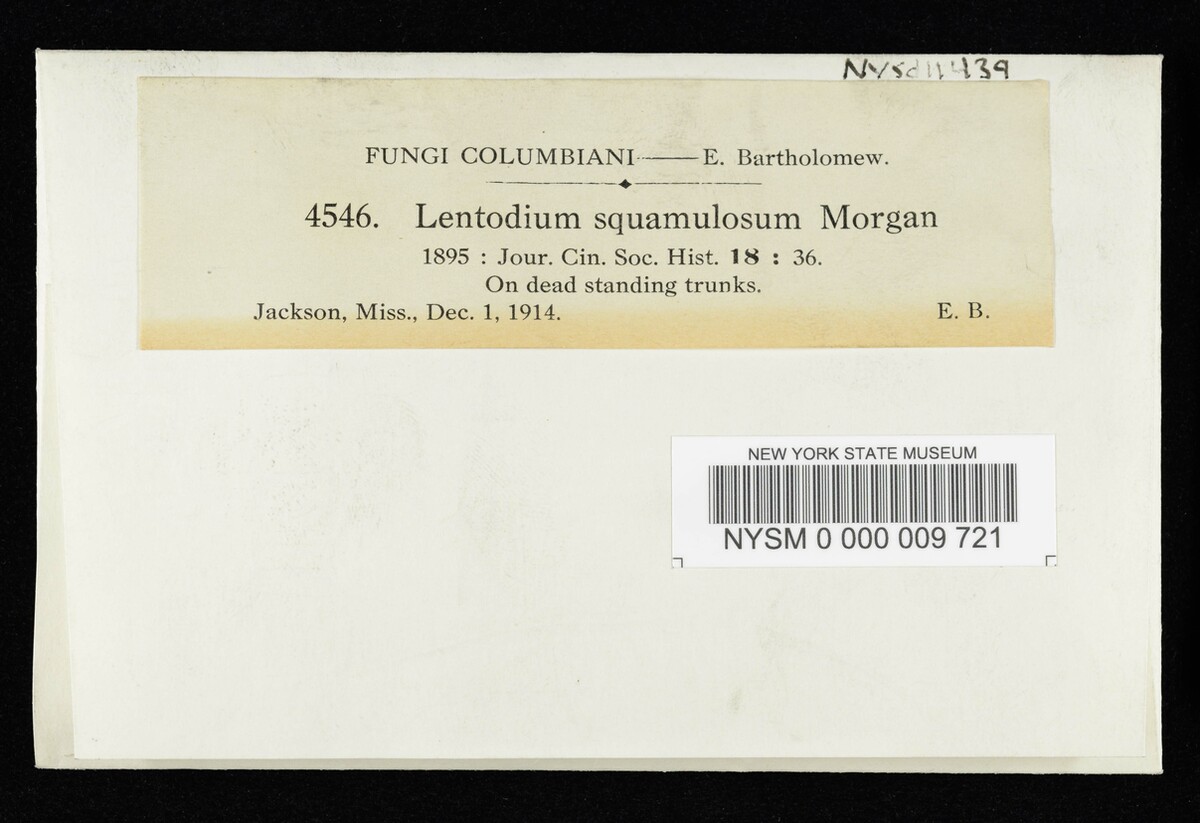 NYSd11439
FUNGI COLUMBIANI——E. Bartholomew.
4546. Lentodium squamulosum Morgan
1895 : Jour. Cin. Soc. Hist. 18 : 36.
On dead standing trunks.
Jackson, Miss., Dec. 1, 1914. E. B.
NEW YORK STATE MUSEUM
NYSM 0 000 009 721